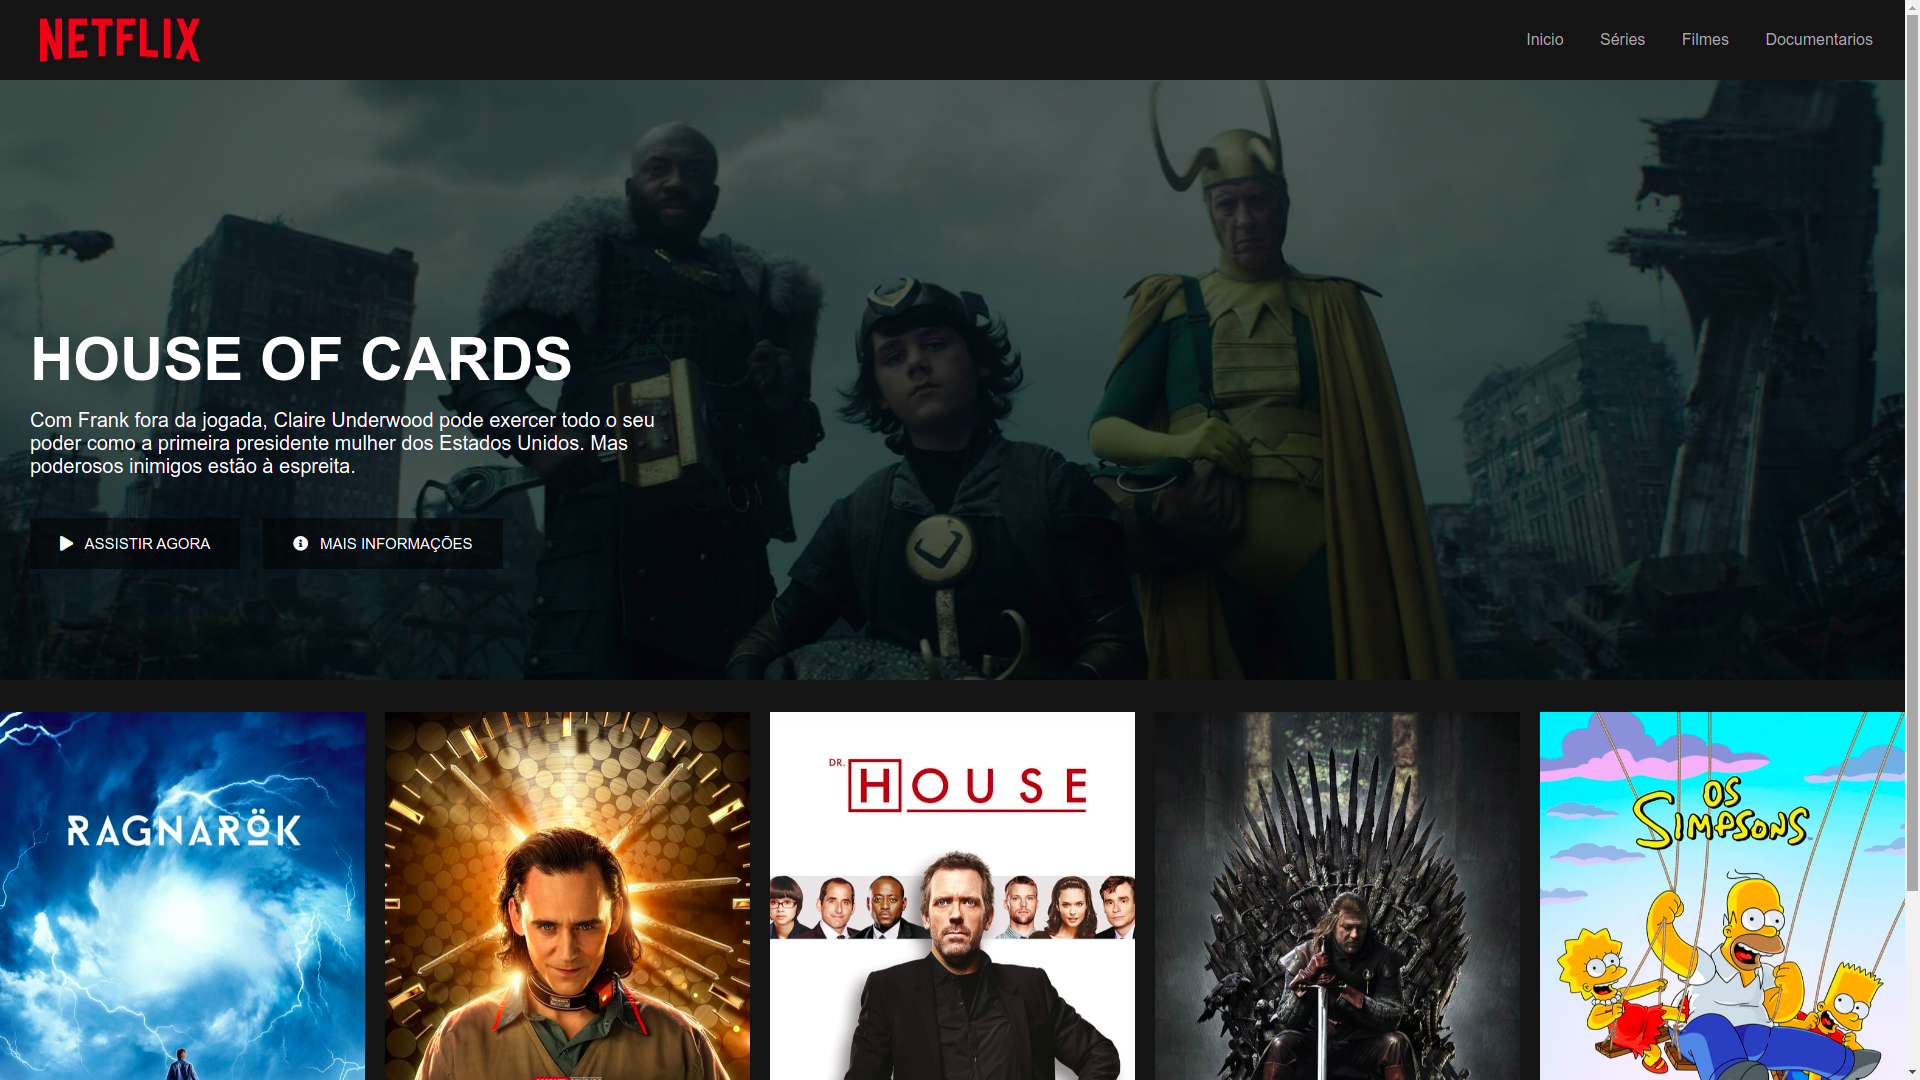 NETFLIX
Inicio
Séries
Filmes
Documentarios
HOUSE OF CARDS
Com Frank fora da jogada, Claire Underwood pode exercer todo o seu
poder como a primeira presidente mulher dos Estados Unidos. Mas
poderosos inimigos estão à espreita.
ASSISTIR AGORA
MAIS INFORMAÇÕES
RAGNARÖK
DR.
HOUSE
OS
SIMPSONS